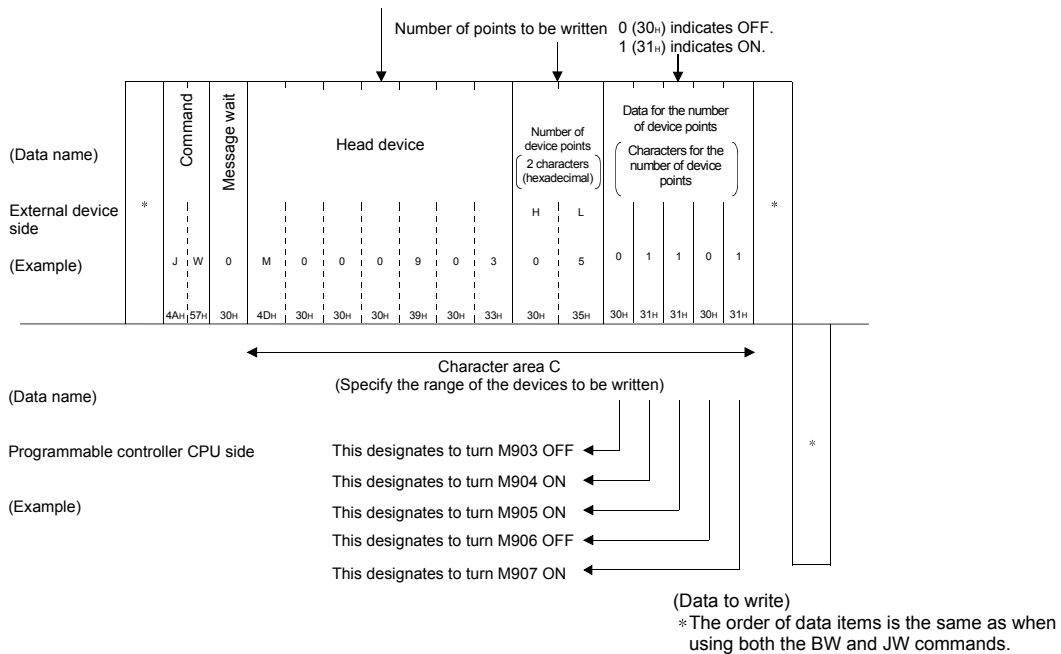 Number of points to be written 0 (30H) indicates OFF.
1 (31H) indicates ON.
(Data name)
Command
Message wait
Head device
Number of
device points
2 characters
(hexadecimal)
Data for the number
of device points
Characters for the
number of device
points
External device
side
* H L *
(Example)
J W 0 M 0 0 0 9 0 3 0 5 0 1 1 0 1
4AH 57H 30H 4DH 30H 30H 30H 39H 30H 33H 30H 35H 30H 31H 31H 30H 31H
Character area C
(Specify the range of the devices to be written)
(Data name)
Programmable controller CPU side
This designates to turn M903 OFF
*
This designates to turn M904 ON
(Example)
This designates to turn M905 ON
This designates to turn M906 OFF
This designates to turn M907 ON
(Data to write)
*The order of data items is the same as when
using both the BW and JW commands.